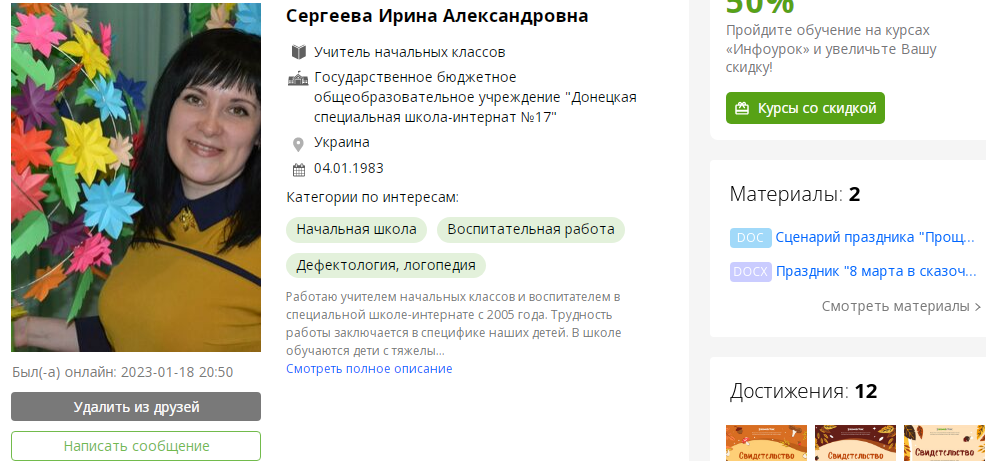 Сергеева Ирина Александровна
Учитель начальных классов
Государственное бюджетное
общеобразовательное учреждение "Донецкая
специальная школа-интернат №17"
Украина
04.01.1983
Категории по интересам:
Начальная школа
Воспитательная работа
Дефектология, логопедия
Работаю учителем начальных классов и воспитателем в
специальной школе-интернате с 2005 года. Трудность
работы заключается в специфике наших детей. В школе
обучаются дети с тяжелы...
Смотреть полное описание
Был(-а) онлайн: 2023-01-18 20:50
Удалить из друзей
Написать сообщение
50%
Пройдите обучение на курсах
«Инфоурок» и увеличьте Вашу
скидку!
Курсы со скидкой
Материалы: 2
DOC Сценарий праздника "Прощ...
DOCX Праздник "8 марта в сказоч...
Смотреть материалы
Достижения: 12
Свидетельство
Свидетельство
Свидетельство